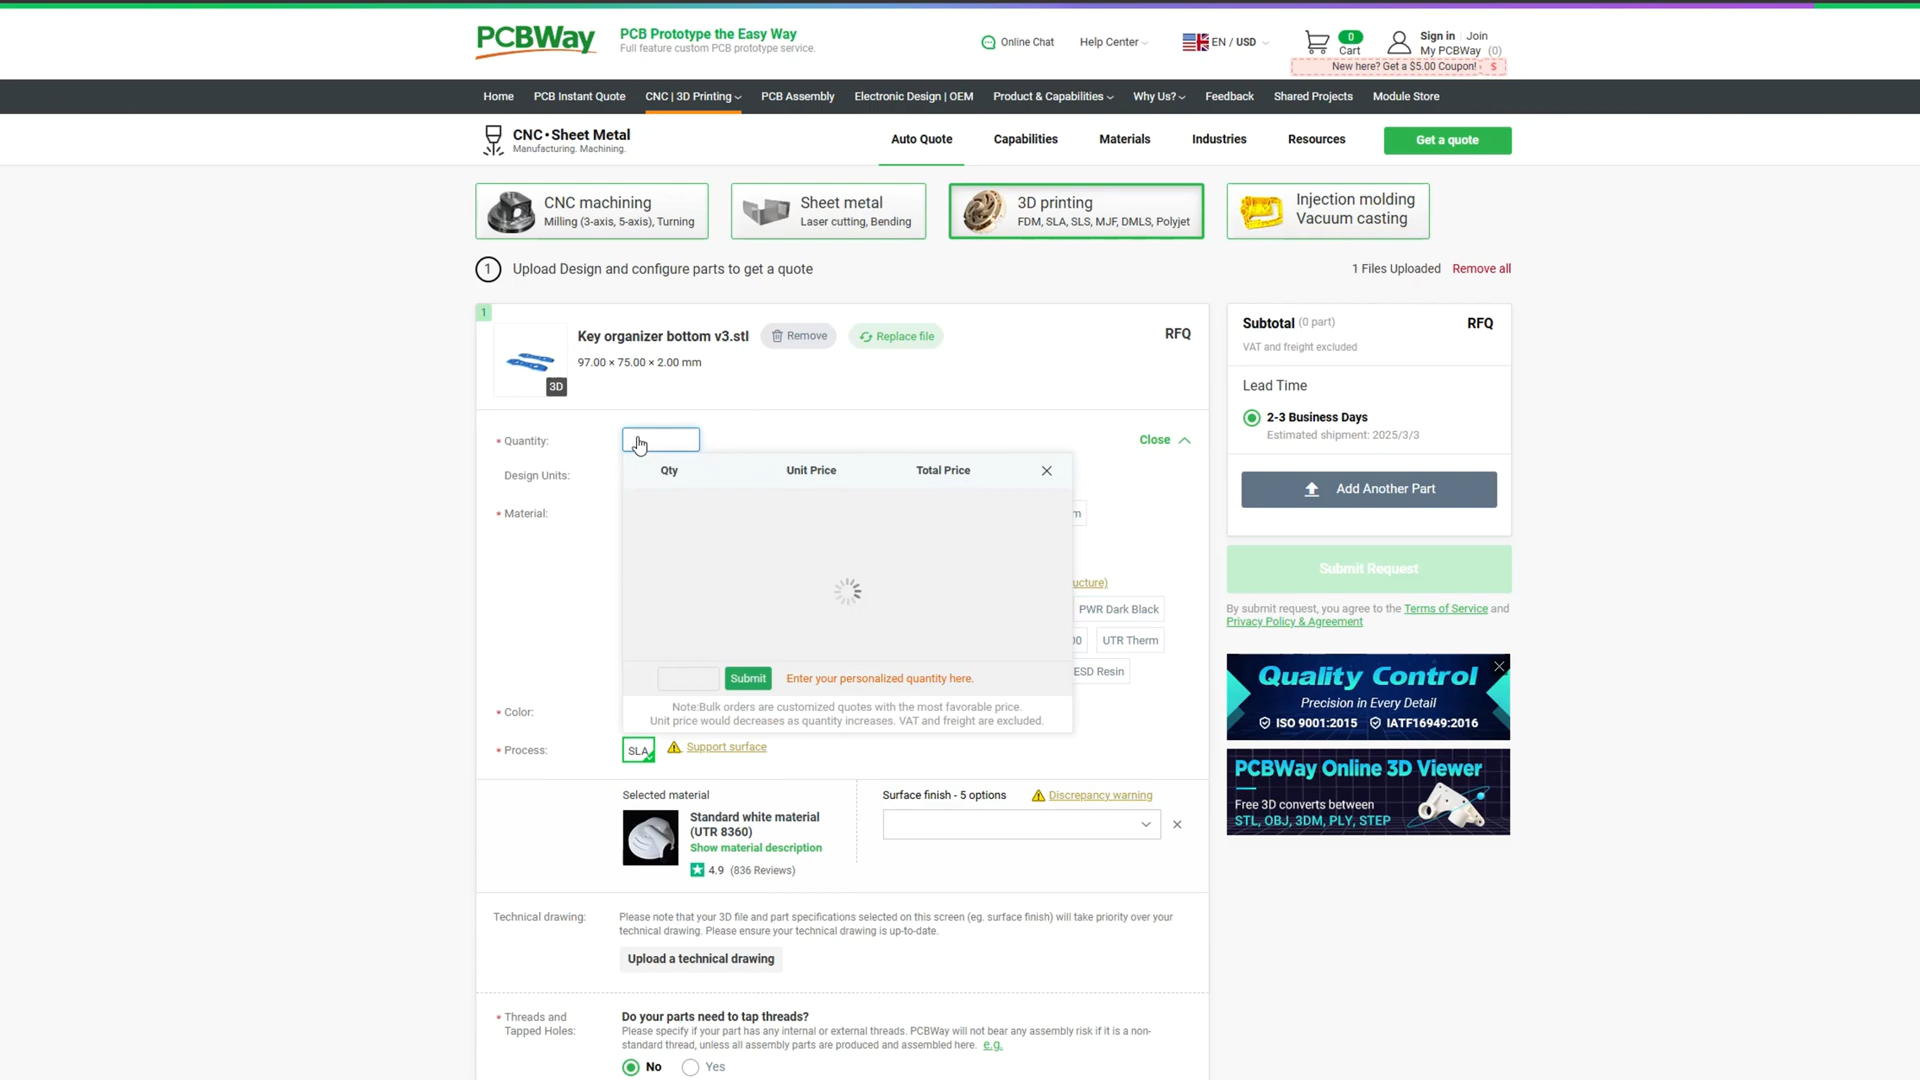 PCBWay
PCB Prototype the Easy Way
Full feature custom PCB prototype service.
Online Chat
Help Center
EN / USD
0
Cart
Sign in
Join
My PCBWay (0)
New here? Get a $5.00 Coupon!
$
Home
PCB Instant Quote
CNC | 3D Printing
PCB Assembly
Electronic Design | OEM
Product & Capabilities
Why Us?
Feedback
Shared Projects
Module Store
CNC•Sheet Metal
Manufacturing. Machining.
Auto Quote
Capabilities
Materials
Industries
Resources
Get a quote
CNC machining
Milling (3-axis, 5-axis), Turning
Sheet metal
Laser cutting, Bending
3D printing
FDM, SLA, SLS, MJF, DMLS, Polyjet
Injection molding
Vacuum casting
1
Upload Design and configure parts to get a quote
1 Files Uploaded
Remove all
1
Key organizer bottom v3.stl
Remove
Replace file
RFQ
97.00 × 75.00 × 2.00 mm
3D
Subtotal (0 part)
RFQ
VAT and freight excluded
Lead Time
2-3 Business Days
Estimated shipment: 2025/3/3
Add Another Part
Submit Request
By submit request, you agree to the Terms of Service and
Privacy Policy & Agreement
* Quantity:
Close
Qty
Unit Price
Total Price
Design Units:
* Material:
m
ucture)
PWR Dark Black
00
UTR Therm
ESD Resin
Submit
Enter your personalized quantity here.
Note:Bulk orders are customized quotes with the most favorable price.
Unit price would decreases as quantity increases. VAT and freight are excluded.
* Color:
* Process:
SLA
Support surface
Selected material
Standard white material
(UTR 8360)
Show material description
4.9 (836 Reviews)
Surface finish - 5 options
Discrepancy warning
Technical drawing:
Please note that your 3D file and part specifications selected on this screen (eg. surface finish) will take priority over your
technical drawing. Please ensure your technical drawing is up-to-date.
Upload a technical drawing
* Threads and
Tapped Holes:
Do your parts need to tap threads?
Please specify if your part has any internal or external threads. PCBWay will not bear any assembly risk if it is a non-
standard thread, unless all assembly parts are produced and assembled here. e.g.
No
Yes
Quality Control
Precision in Every Detail
ISO 9001:2015
IATF16949:2016
PCBWay Online 3D Viewer
Free 3D converts between
STL, OBJ, 3DM, PLY, STEP